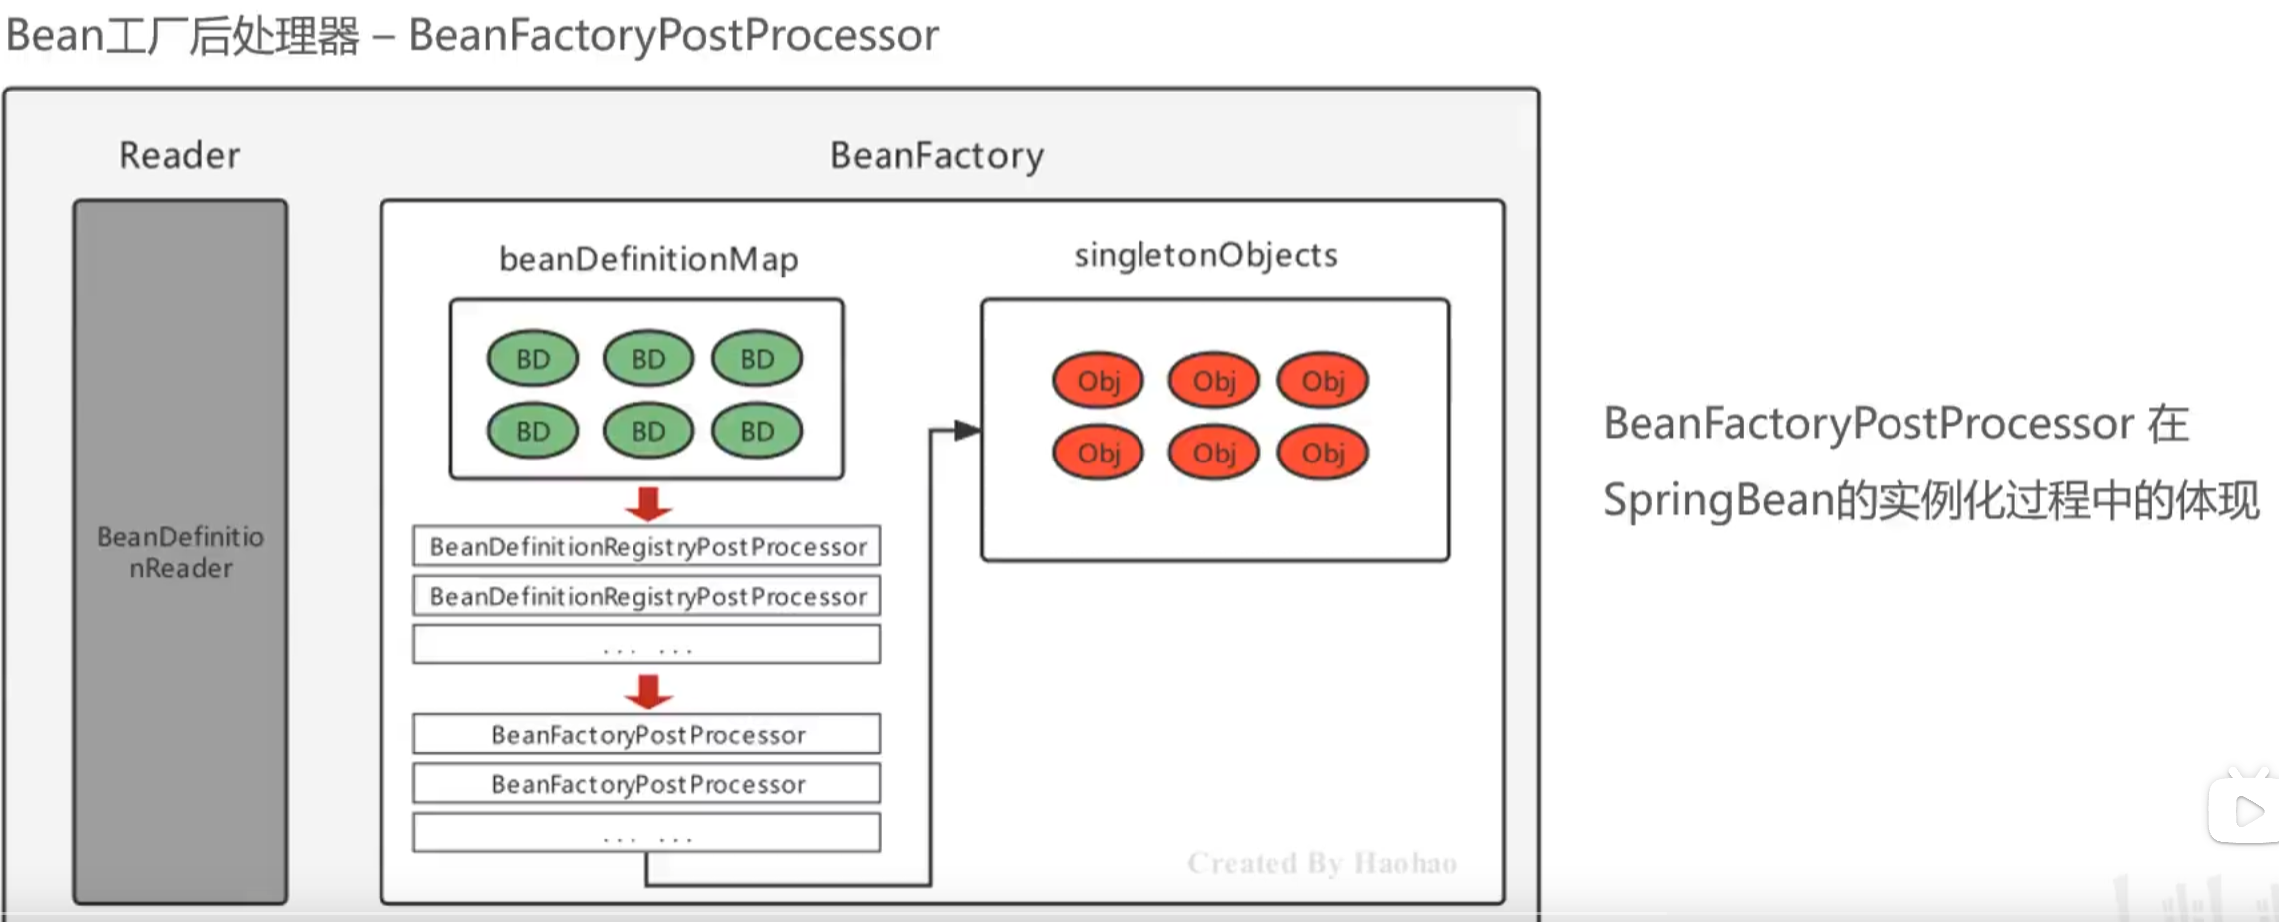 Bean工厂后处理器 – BeanFactoryPostProcessor
Reader
BeanFactory
BeanDefinitio
nReader
beanDefinitionMap
BD BD BD
BD BD BD
BeanDefinitionRegistryPostProcessor
BeanDefinitionRegistryPostProcessor
... ...
BeanFactoryPostProcessor
BeanFactoryPostProcessor
... ...
singletonObjects
Obj Obj Obj
Obj Obj Obj
Created By Haohao
BeanFactoryPostProcessor 在
SpringBean的实例化过程中的体现